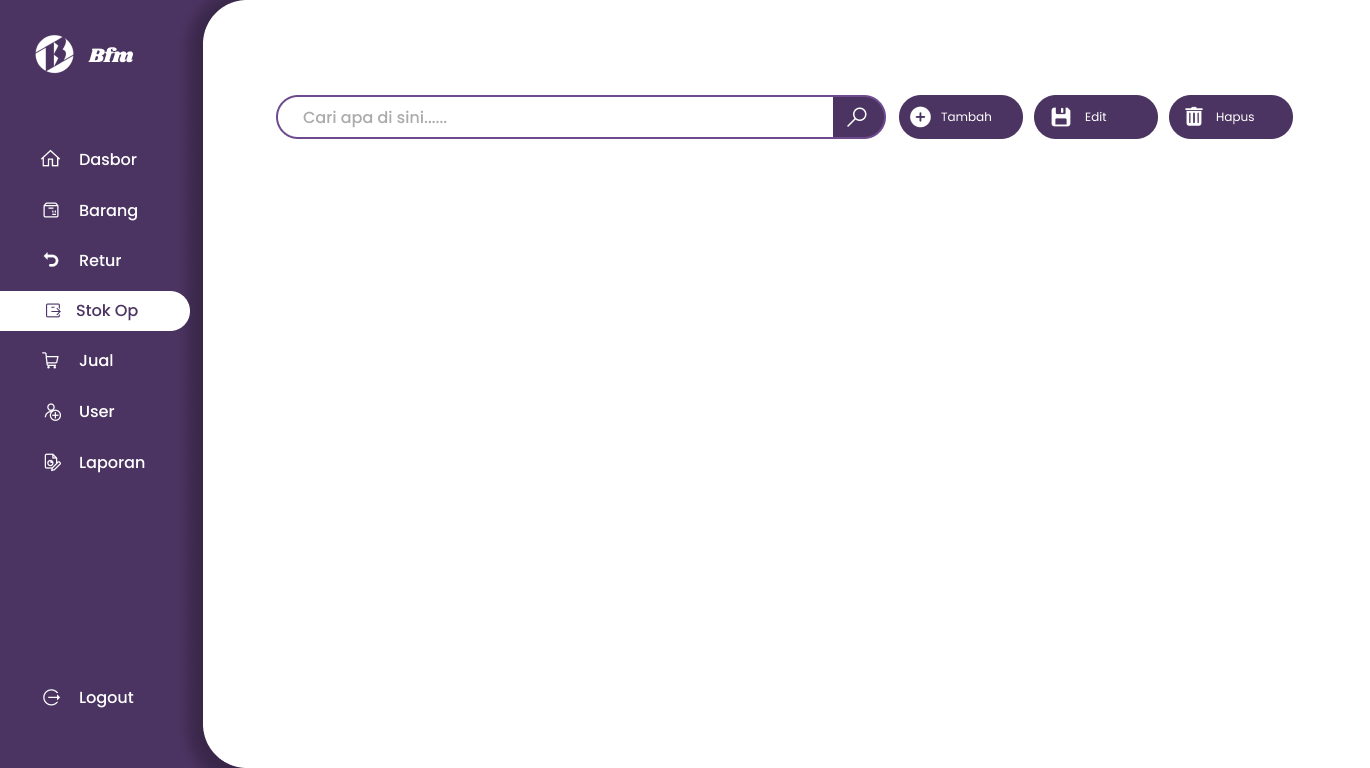 Bfm
Cari apa di sini......
Tambah
Edit
Hapus
Dasbor
Barang
Retur
Stok Op
Jual
User
Laporan
Logout